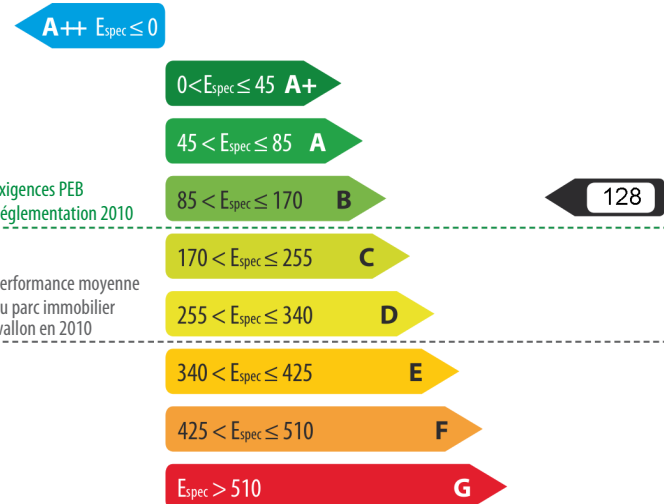 A++ Espec ≤ 0
0<Espec ≤ 45 A+
45 < Espec ≤ 85 A
xigences PEB
églementation 2010
85 < Espec ≤ 170 B
128
170 < Espec ≤ 255 C
erformance moyenne
u parc immobilier
vallon en 2010
255 < Espec ≤ 340 D
340 < Espec ≤ 425 E
425 < Espec ≤ 510 F
Espec > 510 G